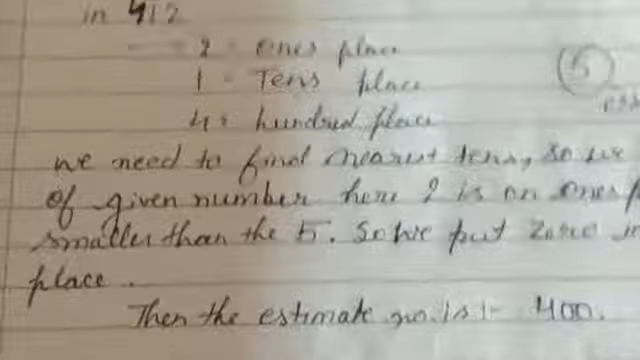 in 412
2 - ones place
1 - Tens place
(5)
4 = hundred place
we need to find nearest tens, so we
of given number here 2 is on ones
smaller than the 5. So we put zero in
place.
Then the estimate no. is :- 400.